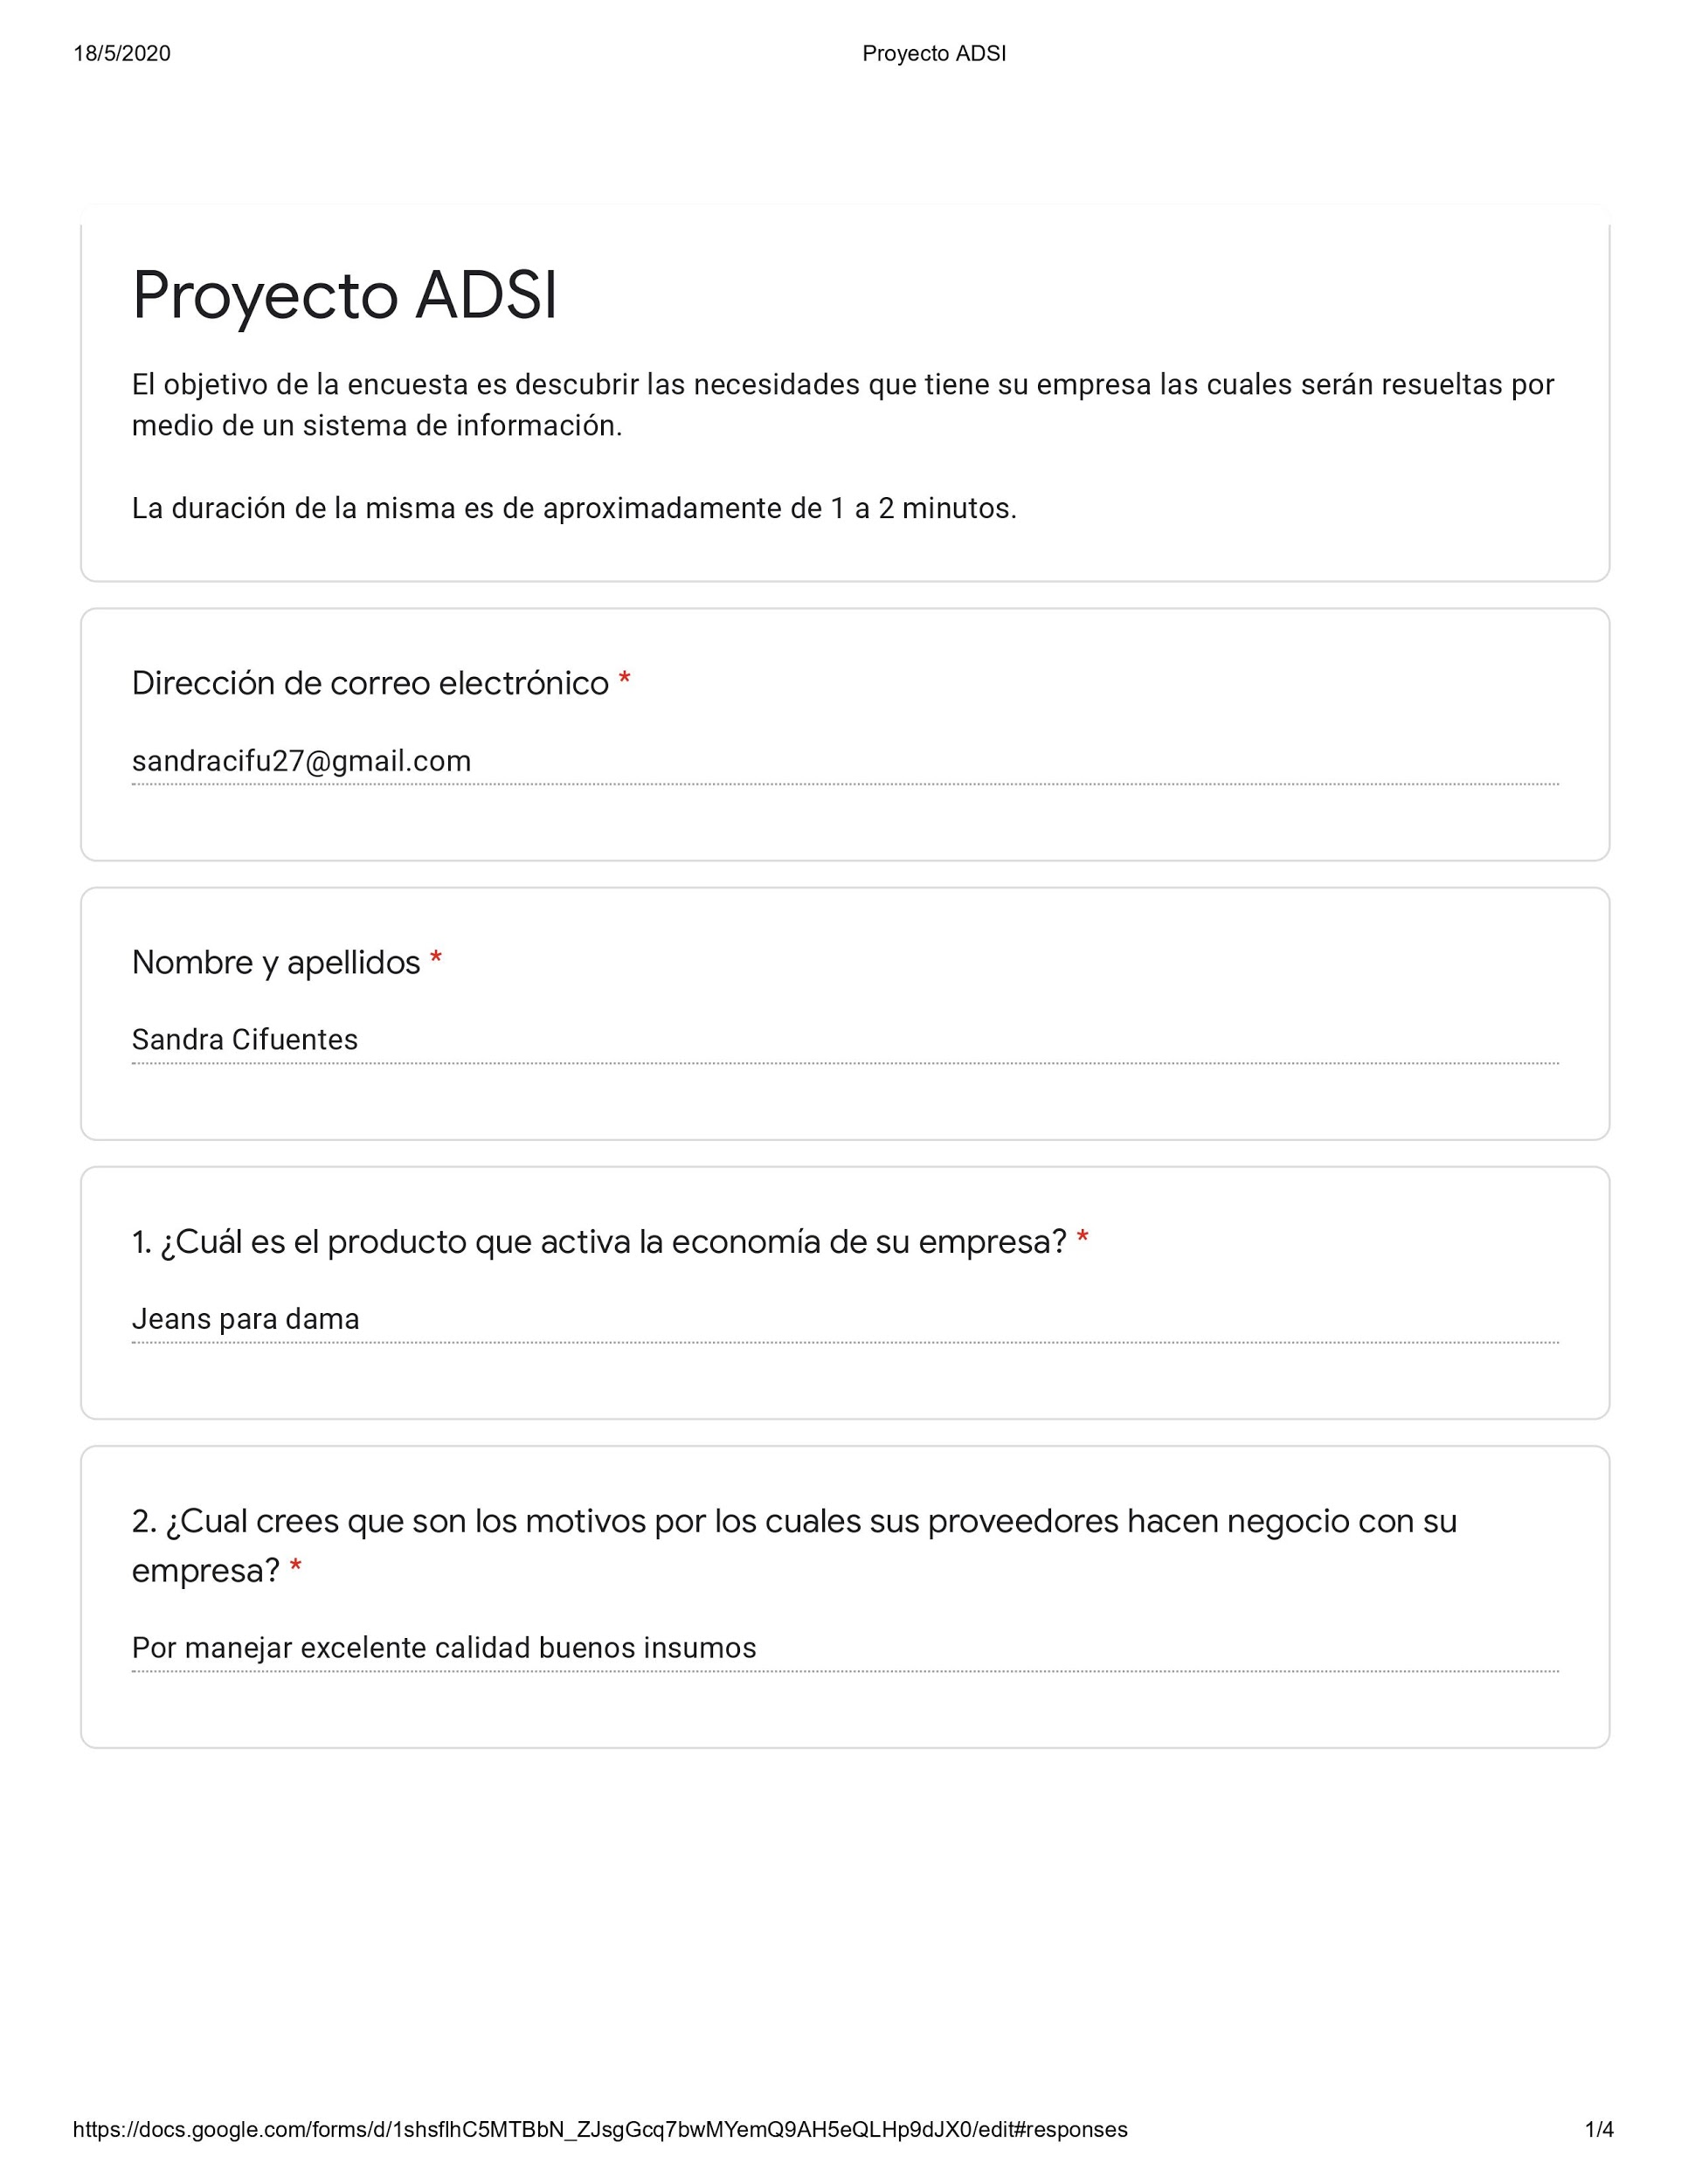 18/5/2020 Proyecto ADSI
Proyecto ADSI
El objetivo de la encuesta es descubrir las necesidades que tiene su empresa las cuales serán resueltas por
medio de un sistema de información.
La duración de la misma es de aproximadamente de 1 a 2 minutos.
Dirección de correo electrónico *
sandracifu27@gmail.com
Nombre y apellidos *
Sandra Cifuentes
1. ¿Cuál es el producto que activa la economía de su empresa? *
Jeans para dama
2. ¿Cual crees que son los motivos por los cuales sus proveedores hacen negocio con su
empresa? *
Por manejar excelente calidad buenos insumos
https://docs.google.com/forms/d/1shsflhC5MTBbN_ZJsgGcq7bwMYemQ9AH5eQLHp9dJX0/edit#responses 1/4